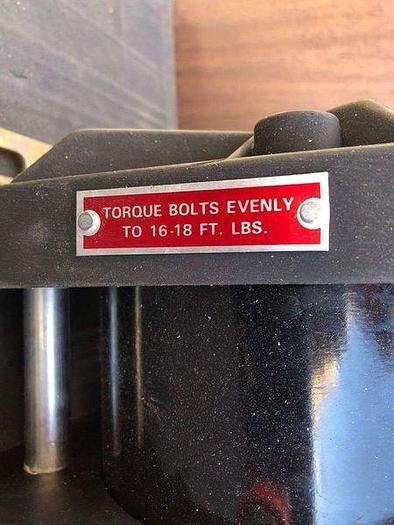 TORQUE BOLTS EVENLY
TO 16-18 FT. LBS.